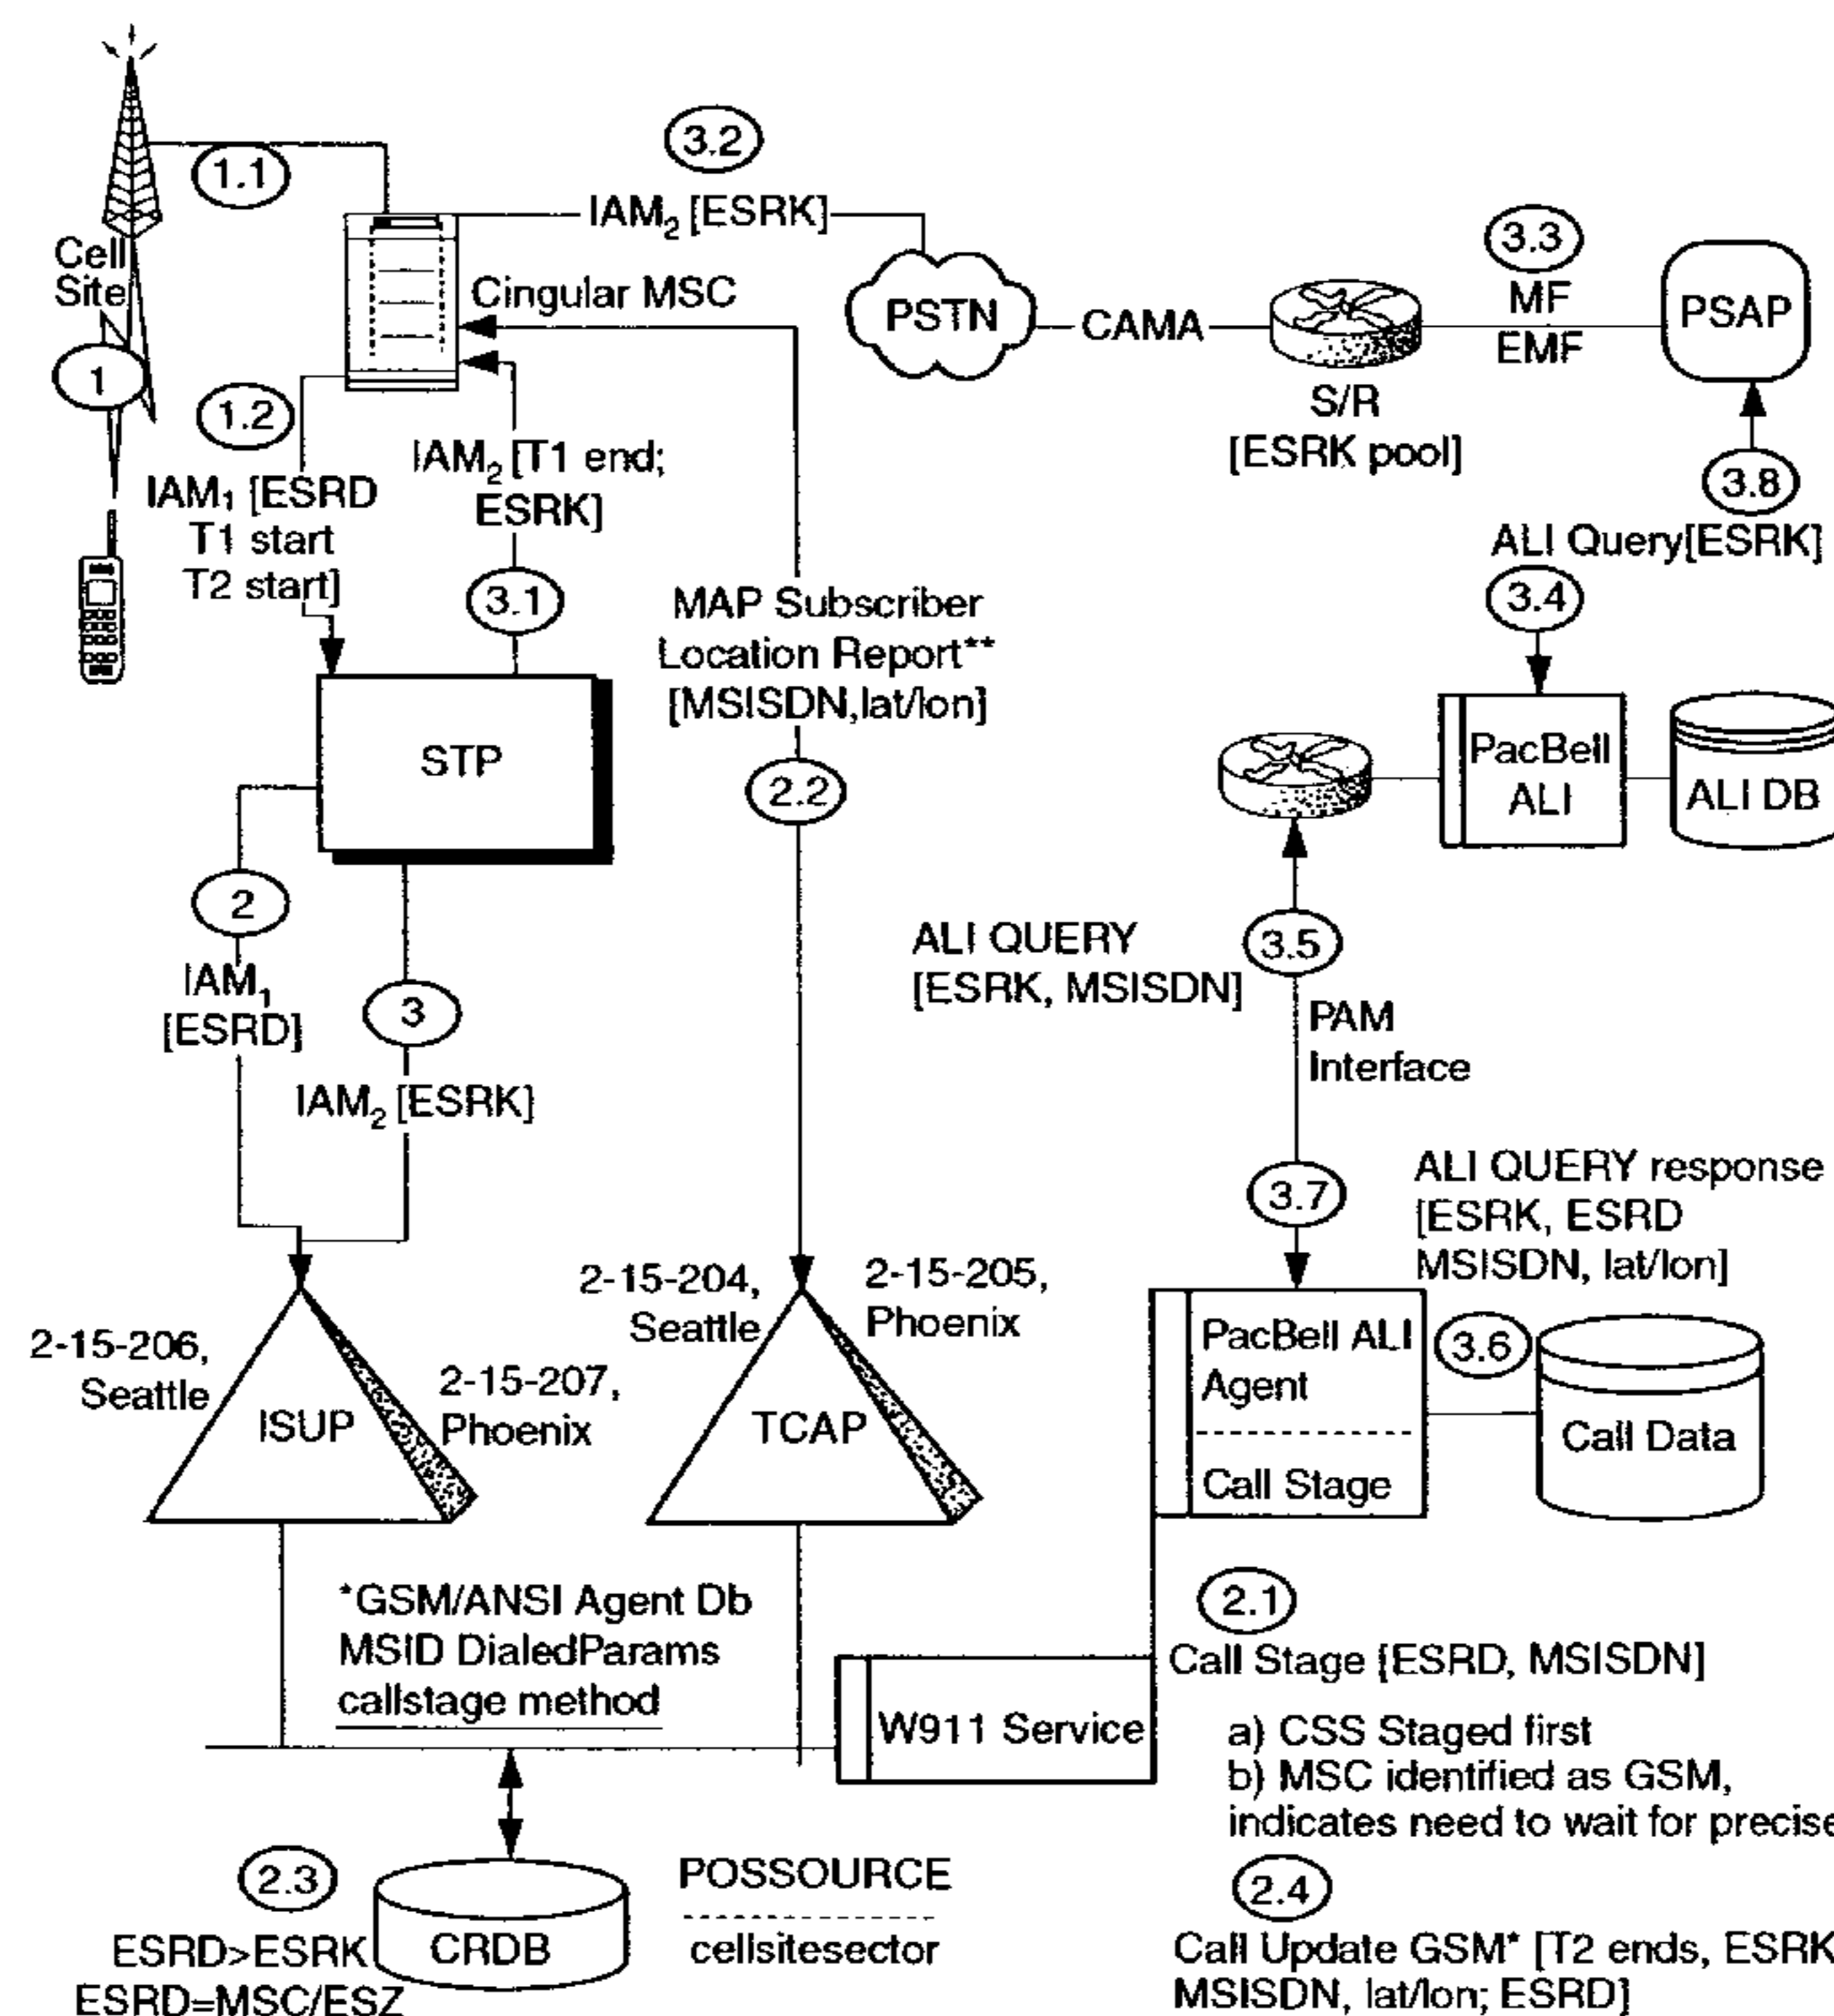 3.2
1.1
IAM₂ [ESRK]
Cell
Site
Cingular MSC
3.3
MF
EMF
PSAP
PSTN
CAMA
1
1.2
S/R
[ESRK pool]
IAM₁ [ESRD
T1 start
T2 start]
IAM₂ [T1 end;
ESRK]
3.1
3.8
ALI Query[ESRK]
3.4
MAP Subscriber
Location Report**
[MSISDN,lat/lon]
STP
2.2
PacBell
ALI
ALI DB
2
IAM₁
[ESRD]
3
IAM₂ [ESRK]
ALI QUERY
[ESRK, MSISDN]
3.5
PAM
Interface
3.7
ALI QUERY response
[ESRK, ESRD
MSISDN, lat/lon]
2-15-206,
Seattle
ISUP
2-15-207,
Phoenix
2-15-204,
Seattle
TCAP
2-15-205,
Phoenix
PacBell ALI
Agent
Call Stage
3.6
Call Data
*GSM/ANSI Agent Db
MSID DialedParams
callstage method
W911 Service
2.1
Call Stage [ESRD, MSISDN]
a) CSS Staged first
b) MSC identified as GSM,
indicates need to wait for precise
2.3
ESRD>ESRK
ESRD=MSC/ESZ
CRDB
POSSOURCE
cellsitesector
2.4
Call Update GSM* [T2 ends, ESRK
MSISDN, lat/lon; ESRD]